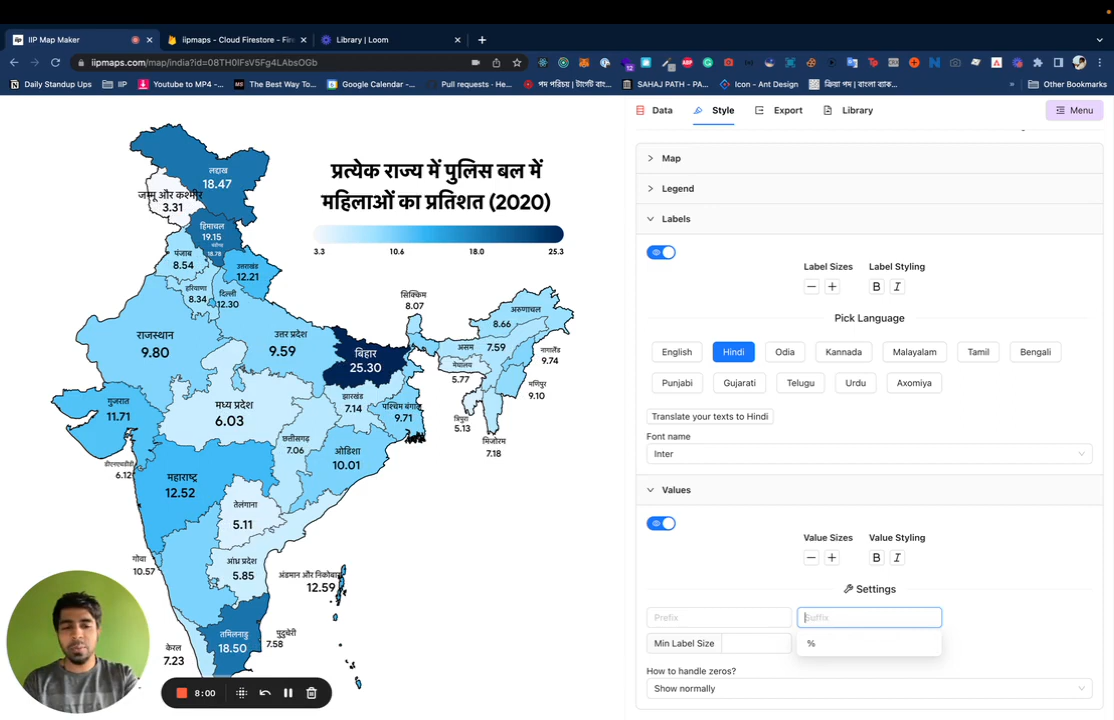 IIP Map Maker
iipmaps - Cloud Firestore - Fire
Library | Loom
iipmaps.com/map/india?id=08TH0IFsV5Fg4LAbsOGb
Daily Standup Ups
IIP
Youtube to MP4 -...
The Best Way To...
Google Calendar -...
Pull requests · He...
পদ পরিচয় | টার্গেট বাং...
SAHAJ PATH - PA...
Icon - Ant Design
ক্রিয়া পদ | বাংলা ব্যাক...
Other Bookmarks
Data
Style
Export
Library
Menu
Map
Legend
Labels
Label Sizes
Label Styling
B
I
Pick Language
English
Hindi
Odia
Kannada
Malayalam
Tamil
Bengali
Punjabi
Gujarati
Telugu
Urdu
Axomiya
Translate your texts to Hindi
Font name
Inter
Values
Value Sizes
Value Styling
B
I
Settings
Prefix
Suffix
Min Label Size
%
How to handle zeros?
Show normally
प्रत्येक राज्य में पुलिस बल में
महिलाओं का प्रतिशत (2020)
3.3
10.6
18.0
25.3
लद्दाख
18.47
जम्मू और कश्मीर
3.31
हिमाचल
19.15
18.78
पंजाब
8.54
उत्तराखंड
12.21
हरियाणा
8.34
दिल्ली
12.30
राजस्थान
9.80
उत्तर प्रदेश
9.59
बिहार
25.30
सिक्किम
8.07
अरुणाचल
8.66
असम
7.59
नागालैंड
9.74
मेघालय
5.77
मणिपुर
9.10
त्रिपुरा
5.13
मिजोरम
7.18
गुजरात
11.71
मध्य प्रदेश
6.03
झारखंड
7.14
पश्चिम बंगा
9.71
छत्तीसगढ़
7.06
ओडिशा
10.01
डीएनएचडीडी
6.12
महाराष्ट्र
12.52
तेलंगाना
5.11
आंध्र प्रदेश
5.85
गोवा
10.57
अंडमान और निकोबार
12.59
तमिलनाडु
18.50
पुदुचेरी
7.58
केरल
7.23
8:00